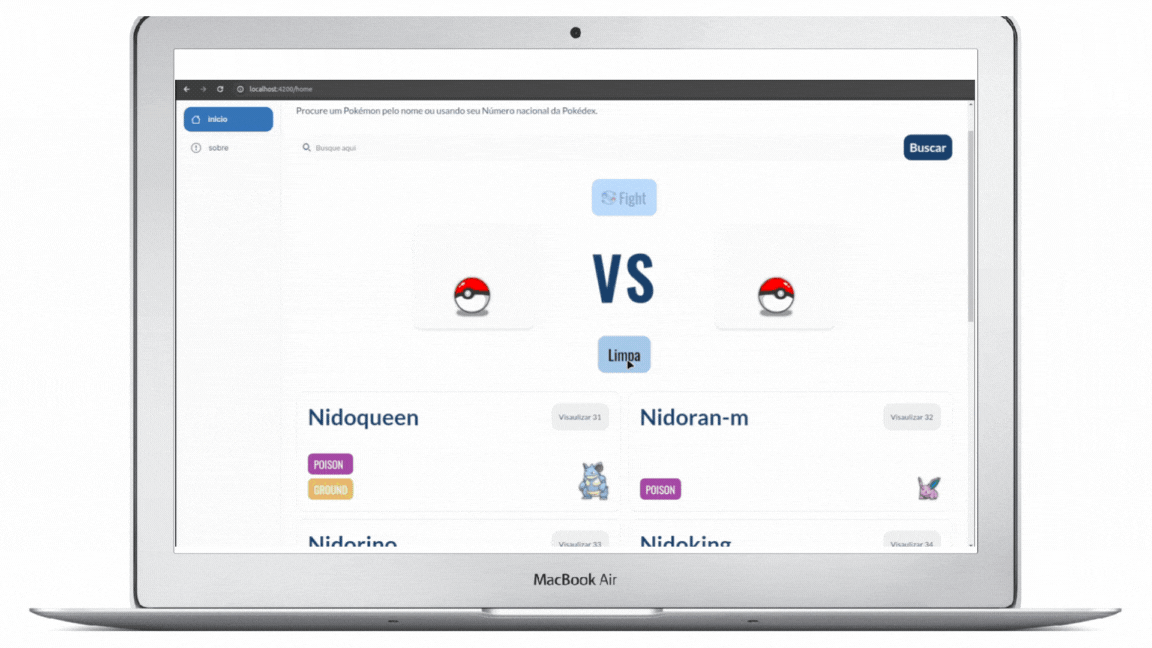 localhost:4200/home
início
sobre
Procure um Pokémon pelo nome ou usando seu Número nacional da Pokédex.
Busque aqui
Buscar
Fight
VS
Limpa
Nidoqueen
Visualizar 31
Nidoran-m
Visualizar 32
POISON
GROUND
POISON
Nidorino
Visualizar 33
Nidoking
Visualizar 34
MacBook Air